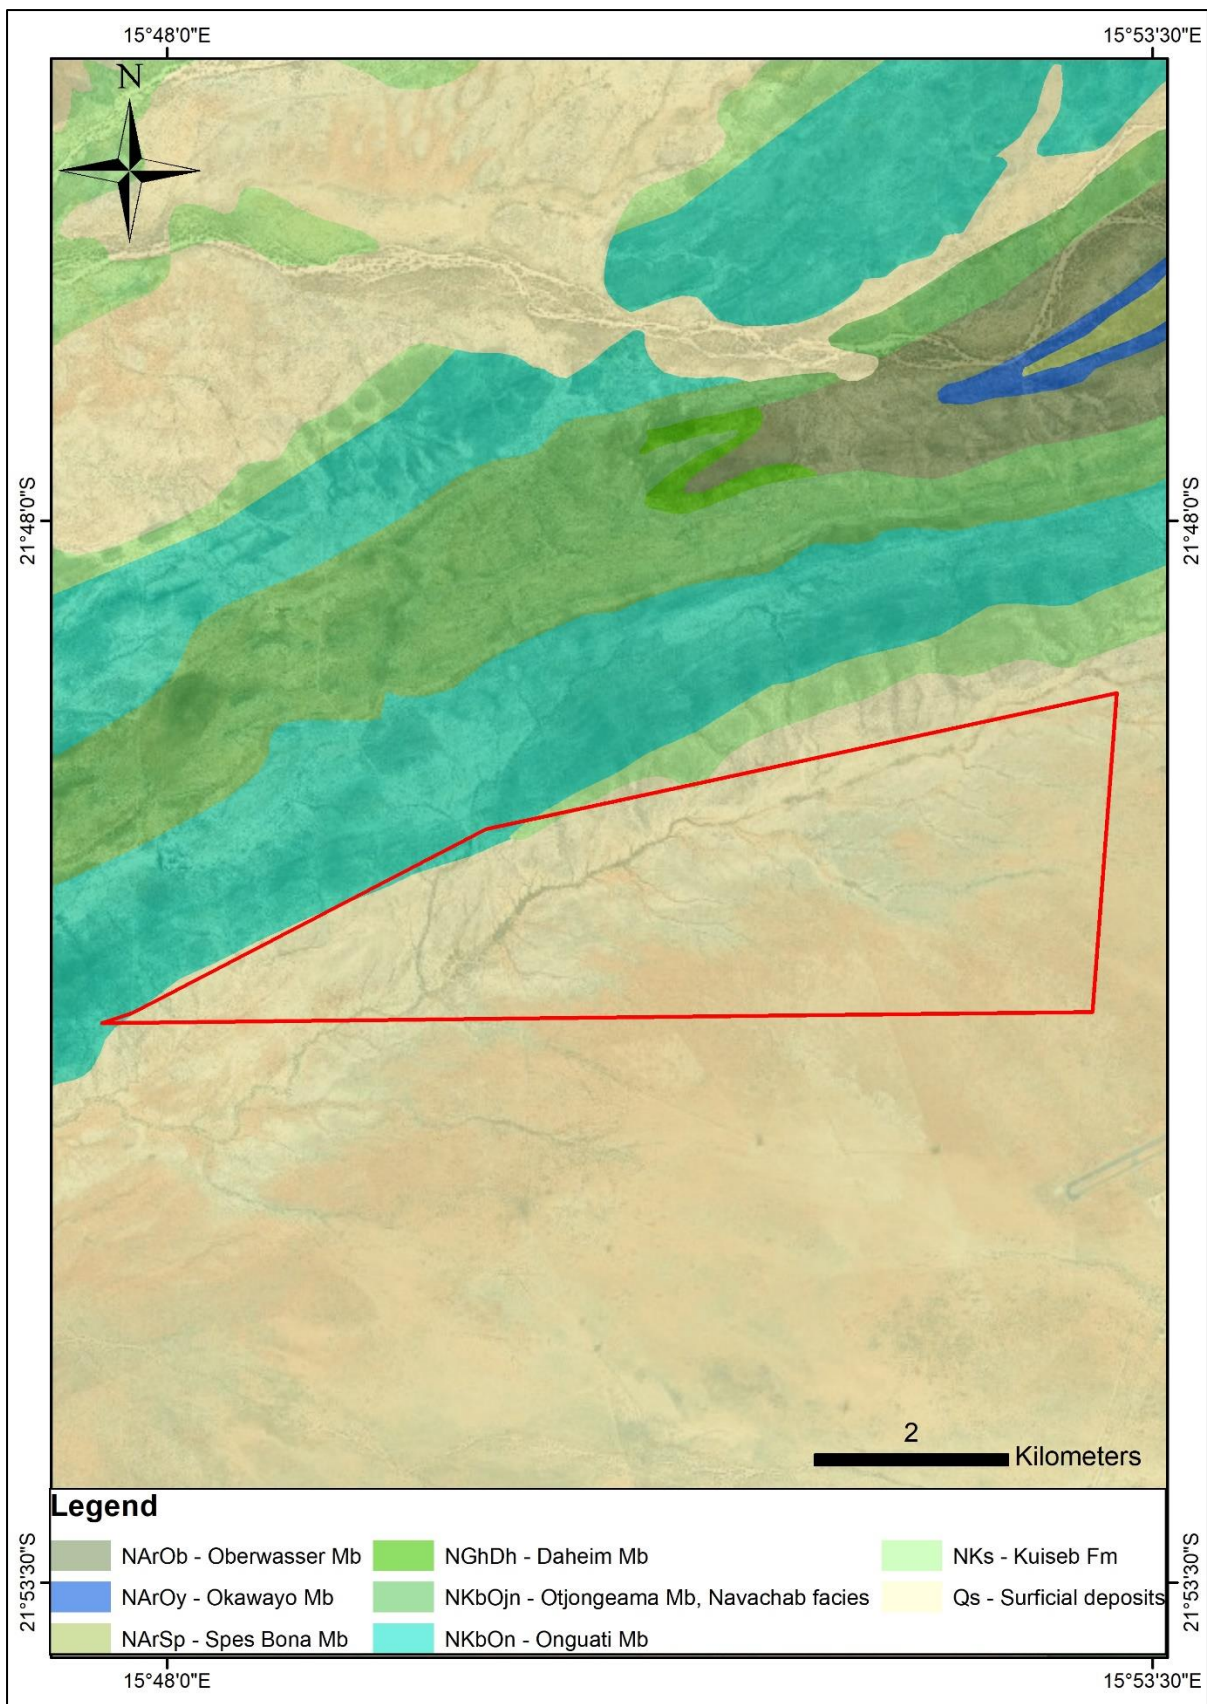 15°48'0"E
15°53'30"E
N
21°48'0"S
21°48'0"S
2
Kilometers
Legend
NArOb - Oberwasser Mb
NGhDh - Daheim Mb
NKs - Kuiseb Fm
NArOy - Okawayo Mb
NKbOjn - Otjongeama Mb, Navachab facies
Qs - Surficial deposits
NArSp - Spes Bona Mb
NKbOn - Onguati Mb
21°53'30"S
21°53'30"S
15°48'0"E
15°53'30"E